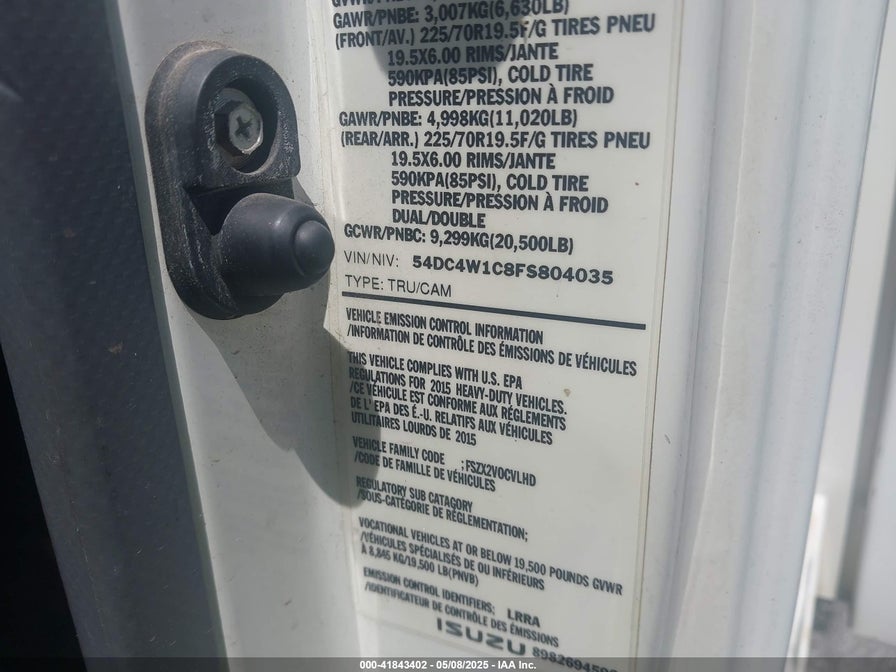 GAWR/PNBE: 3,007KG(6,630LB)
(FRONT/AV.) 225/70R19.5F/G TIRES PNEU
19.5X6.00 RIMS/JANTE
590KPA(85PSI), COLD TIRE
PRESSURE/PRESSION À FROID
GAWR/PNBE: 4,998KG(11,020LB)
(REAR/ARR.) 225/70R19.5F/G TIRES PNEU
19.5X6.00 RIMS/JANTE
590KPA(85PSI), COLD TIRE
PRESSURE/PRESSION À FROID
DUAL/DOUBLE
GCWR/PNBC: 9,299KG(20,500LB)
VIN/NIV: 54DC4W1C8FS804035
TYPE: TRU/CAM
VEHICLE EMISSION CONTROL INFORMATION
/INFORMATION DE CONTRÔLE DES ÉMISSIONS DE VÉHICULES
THIS VEHICLE COMPLIES WITH U.S. EPA
REGULATIONS FOR 2015 HEAVY-DUTY VEHICLES.
/CE VÉHICULE EST CONFORME AUX RÈGLEMENTS
DE L' EPA DES É.-U. RELATIFS AUX VÉHICULES
UTILITAIRES LOURDS DE 2015
VEHICLE FAMILY CODE ;FSZX2VOCVLHD
/CODE DE FAMILLE DE VÉHICULES
REGULATORY SUB CATAGORY
/SOUS-CATÉGORIE DE RÉGLEMENTATION;
VOCATIONAL VEHICLES AT OR BELOW 19,500 POUNDS GVWR
/VÉHICULES SPÉCIALISÉS DE OU INFÉRIEURS
À 8,845 KG/19,500 LB(PNVB)
EMISSION CONTROL IDENTIFIERS; LRRA
/IDENTIFICATEUR DE CONTRÔLE DES ÉMISSIONS
ISUZU
000-41843402 - 05/08/2025 - IAA Inc.